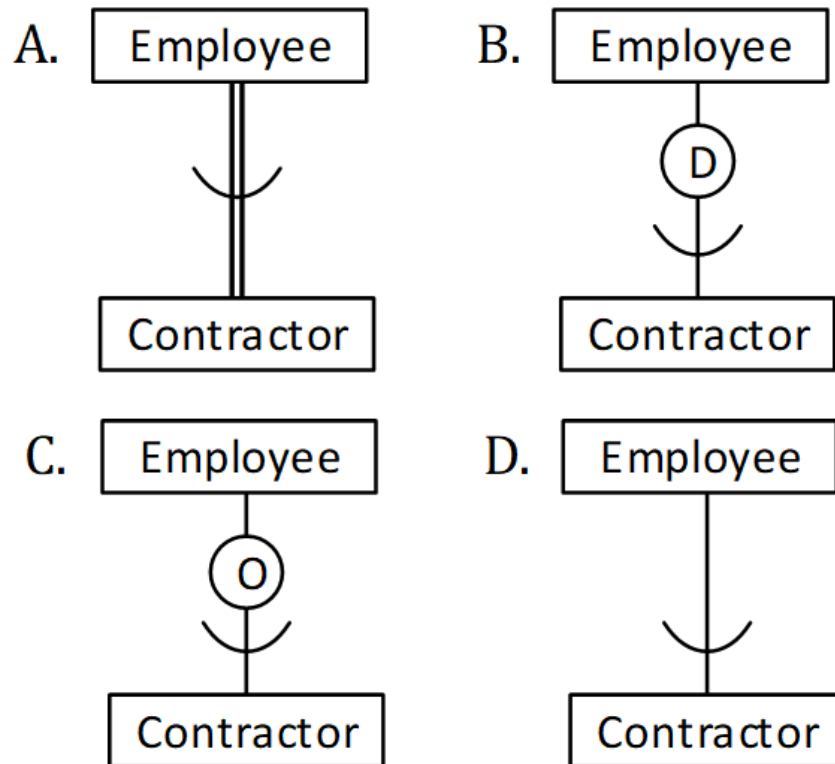 A. Employee
Contractor
B. Employee
D
Contractor
C. Employee
O
Contractor
D. Employee
Contractor